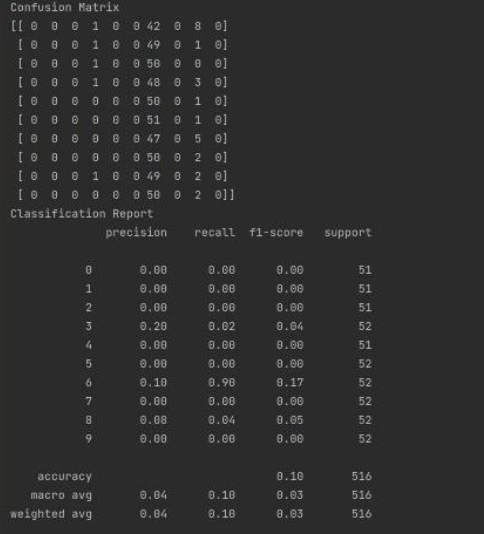 Confusion Matrix
[[ 0 0 0 1 0 0 42 0 8 0]
[ 0 0 0 1 0 0 49 0 1 0]
[ 0 0 0 1 0 0 50 0 0 0]
[ 0 0 0 1 0 0 48 0 3 0]
[ 0 0 0 0 0 0 50 0 1 0]
[ 0 0 0 0 0 0 51 0 1 0]
[ 0 0 0 0 0 0 47 0 5 0]
[ 0 0 0 0 0 0 50 0 2 0]
[ 0 0 0 1 0 0 49 0 2 0]
[ 0 0 0 0 0 0 50 0 2 0]]
Classification Report
precision recall f1-score support
0 0.00 0.00 0.00 51
1 0.00 0.00 0.00 51
2 0.00 0.00 0.00 51
3 0.20 0.02 0.04 52
4 0.00 0.00 0.00 51
5 0.00 0.00 0.00 52
6 0.10 0.90 0.17 52
7 0.00 0.00 0.00 52
8 0.08 0.04 0.05 52
9 0.00 0.00 0.00 52
accuracy 0.10 516
macro avg 0.04 0.10 0.03 516
weighted avg 0.04 0.10 0.03 516